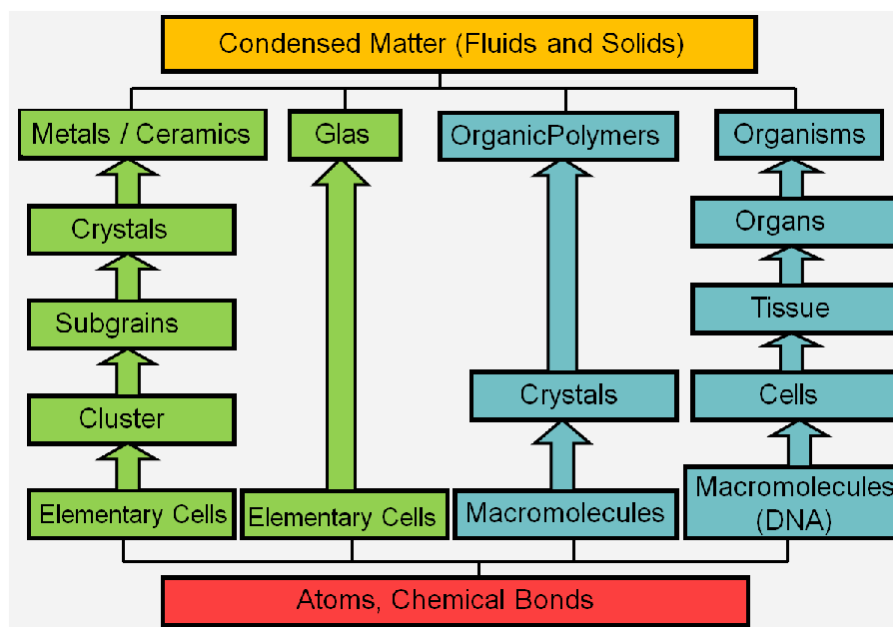 Condensed Matter (Fluids and Solids)
Metals / Ceramics
Glas
OrganicPolymers
Organisms
Crystals
Organs
Subgrains
Tissue
Cluster
Crystals
Cells
Elementary Cells
Elementary Cells
Macromolecules
Macromolecules
(DNA)
Atoms, Chemical Bonds